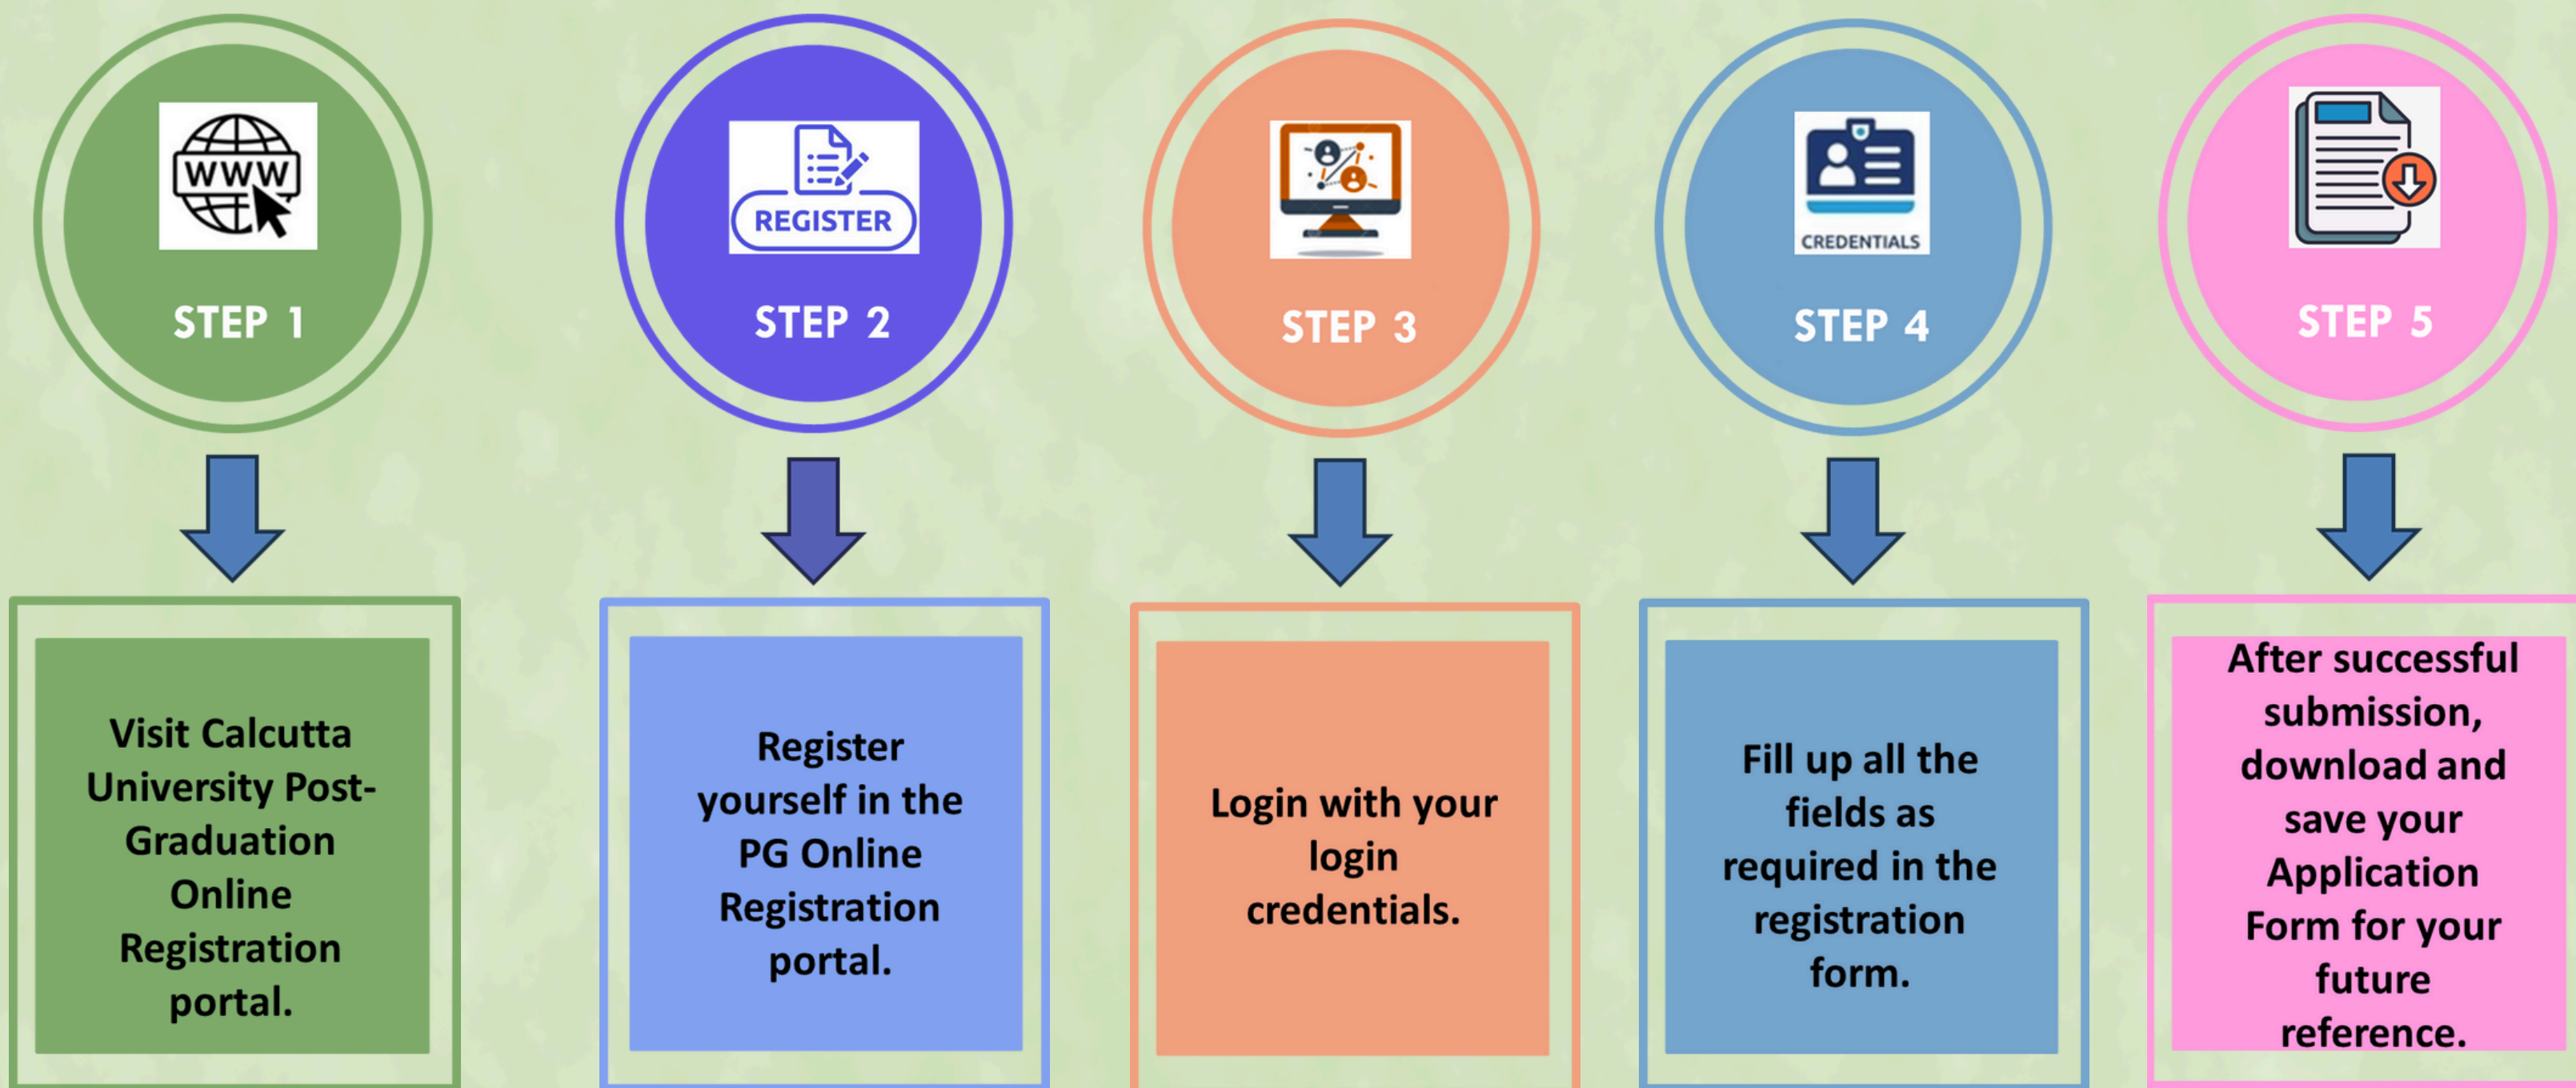 WWW
STEP 1
Visit Calcutta
University Post-
Graduation
Online
Registration
portal.
REGISTER
STEP 2
Register
yourself in the
PG Online
Registration
portal.
STEP 3
Login with your
login
credentials.
CREDENTIALS
STEP 4
Fill up all the
fields as
required in the
registration
form.
STEP 5
After successful
submission,
download and
save your
Application
Form for your
future
reference.